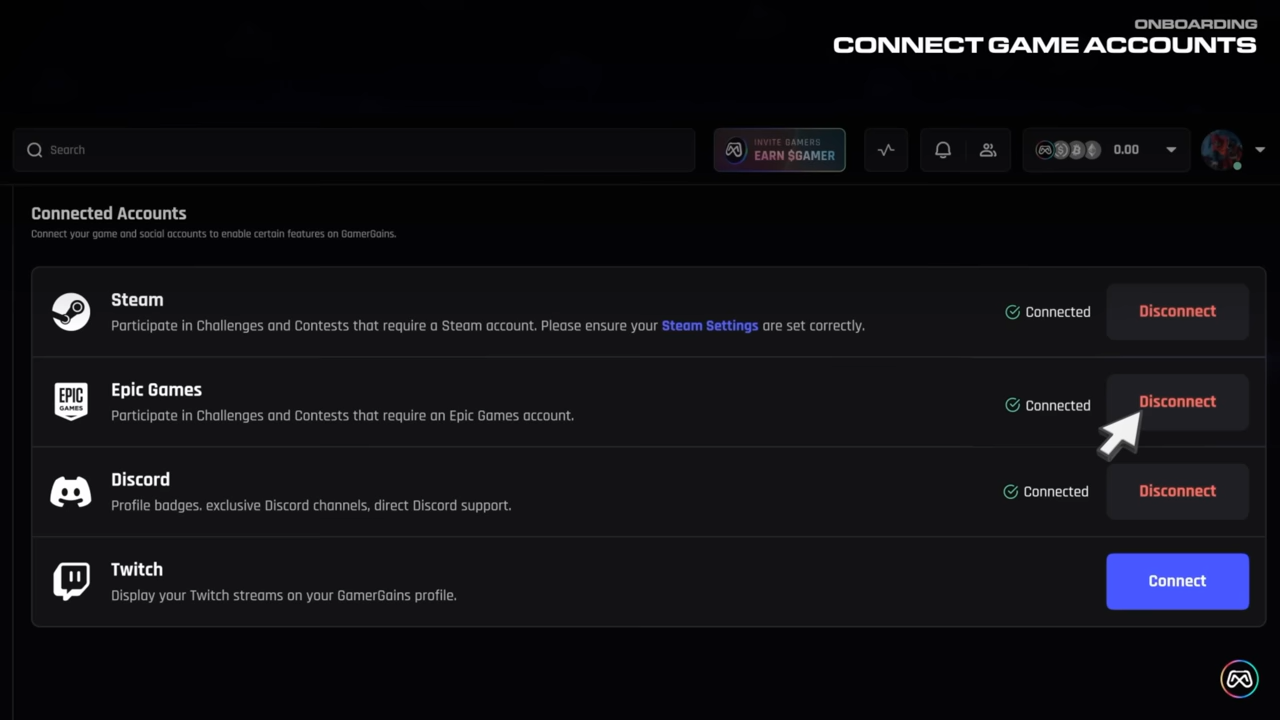 ONBOARDING
CONNECT GAME ACCOUNTS
Search
INVITE GAMERS
EARN $GAMER
0.00
Connected Accounts
Connect your game and social accounts to enable certain features on GamerGains.
Steam
Participate in Challenges and Contests that require a Steam account. Please ensure your Steam Settings are set correctly.
Connected
Disconnect
EPIC
GAMES
Epic Games
Participate in Challenges and Contests that require an Epic Games account.
Connected
Disconnect
Discord
Profile badges. exclusive Discord channels, direct Discord support.
Connected
Disconnect
Twitch
Display your Twitch streams on your GamerGains profile.
Connect